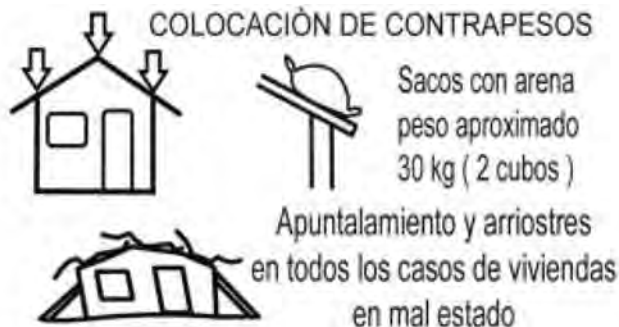 COLOCACIÒN DE CONTRAPESOS
Sacos con arena
peso aproximado
30 kg ( 2 cubos )
Apuntalamiento y arriostres
en todos los casos de viviendas
en mal estado